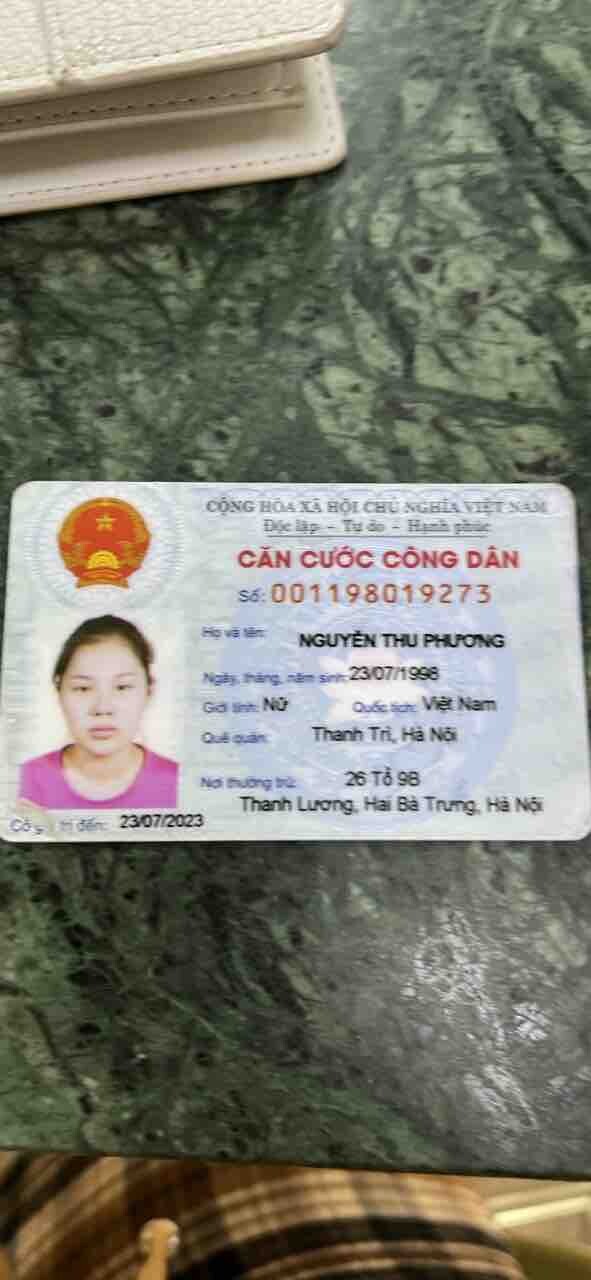 CỘNG HÒA XÃ HỘI CHỦ NGHĨA VIỆT NAM
Độc lập - Tự do - Hạnh phúc
CĂN CƯỚC CÔNG DÂN
Số: 001198019273
Họ và tên: NGUYỄN THU PHƯƠNG
Ngày, tháng, năm sinh: 23/07/1998
Giới tính: Nữ Quốc tịch: Việt Nam
Quê quán: Thanh Trì, Hà Nội
Nơi thường trú: 26 Tổ 9B
Thanh Lương, Hai Bà Trưng, Hà Nội
Có giá trị đến: 23/07/2023